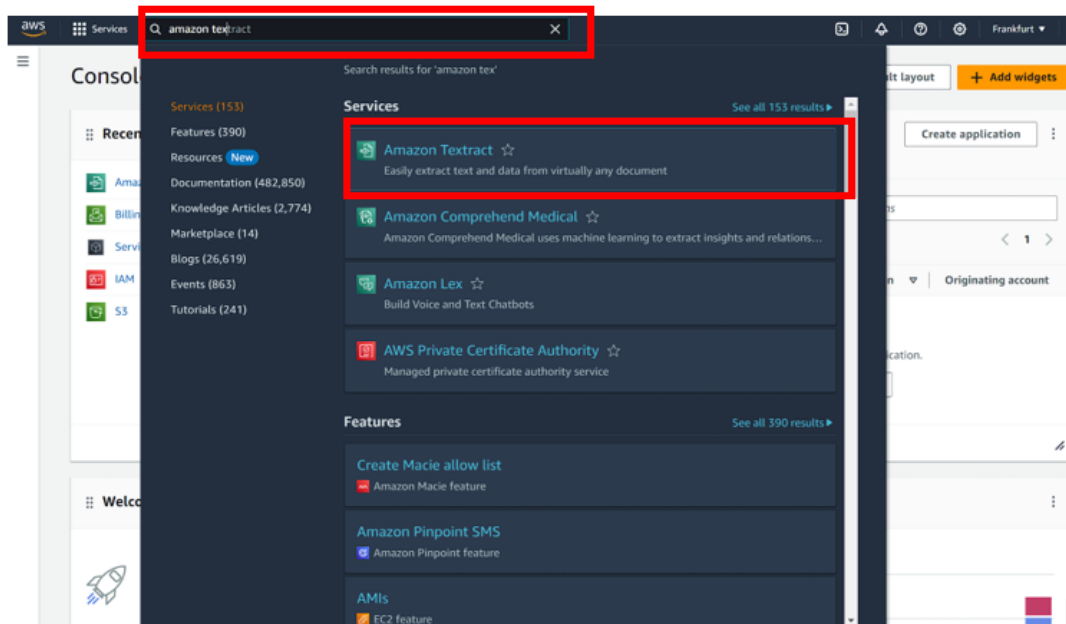 aws
Services
amazon textract
Frankfurt ▼
Consol
Search results for 'amazon tex'
ult layout
+ Add widgets
Services (153)
Features (390)
Resources New
Documentation (482,850)
Knowledge Articles (2,774)
Marketplace (14)
Blogs (26,619)
Events (863)
Tutorials (241)
Services
See all 153 results ▶
Amazon Textract
Easily extract text and data from virtually any document
Amazon Comprehend Medical
Amazon Comprehend Medical uses machine learning to extract insights and relations...
Amazon Lex
Build Voice and Text Chatbots
AWS Private Certificate Authority
Managed private certificate authority service
Features
See all 390 results ▶
Create Macie allow list
Amazon Macie feature
Amazon Pinpoint SMS
Amazon Pinpoint feature
AMIs
EC2 feature
Recen
Amaz
Billin
Servi
IAM
S3
Create application
ns
1
n
Originating account
ication.
Welco